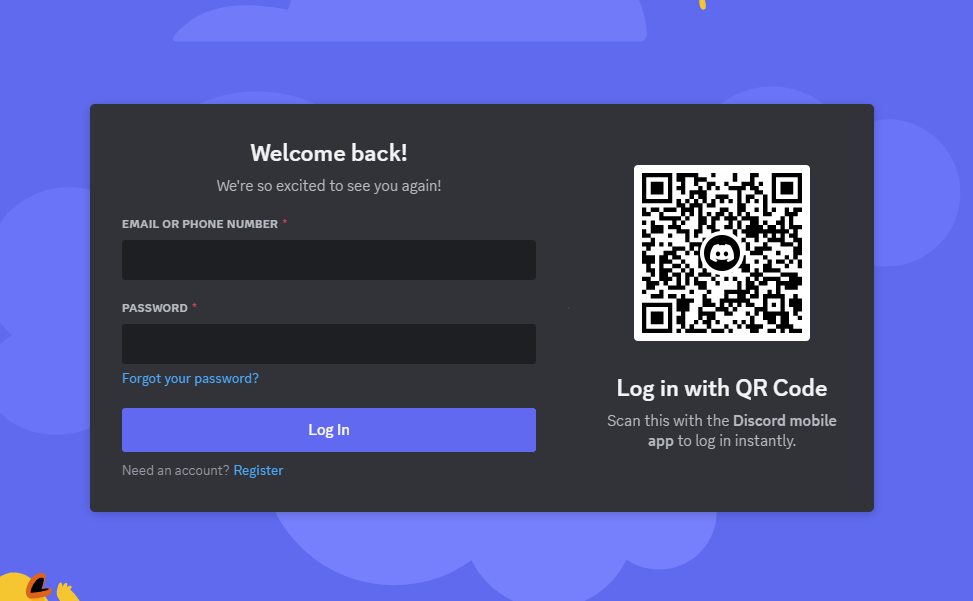 Welcome back!
We're so excited to see you again!
EMAIL OR PHONE NUMBER *
PASSWORD *
Forgot your password?
Log In
Need an account? Register
Log in with QR Code
Scan this with the Discord mobile
app to log in instantly.